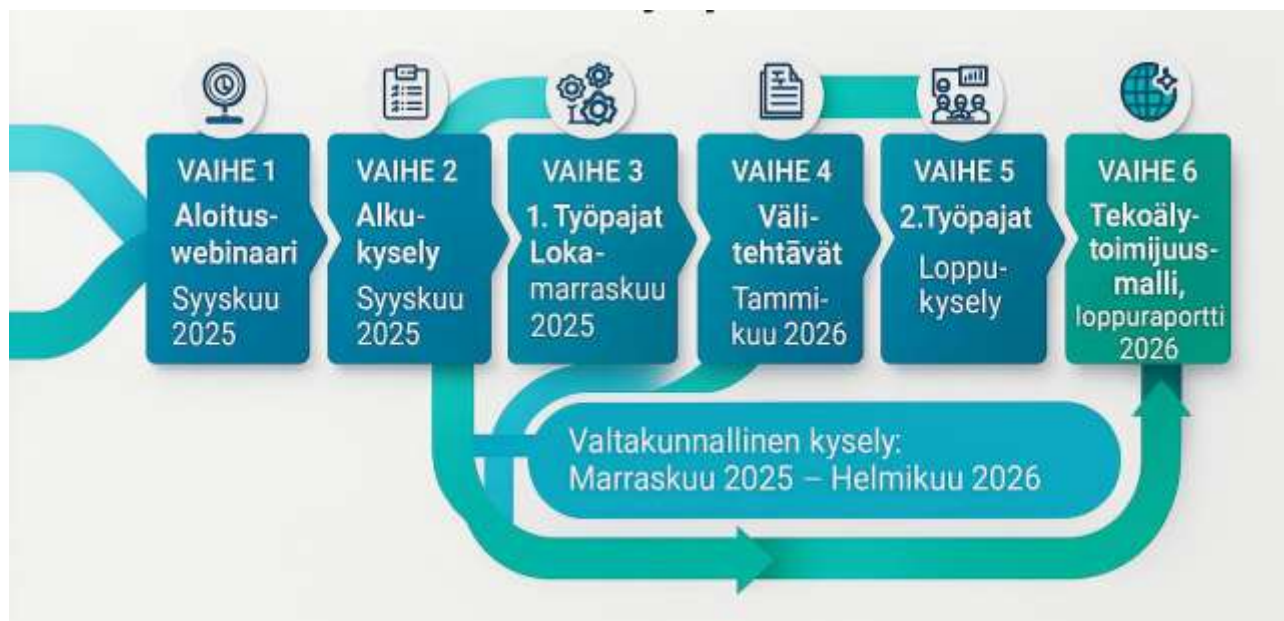 VAIHE 1
Aloitus-
webinaari
Syyskuu
2025
VAIHE 2
Alku-
kysely
Syyskuu
2025
VAIHE 3
1. Työpajat
Loka-
marraskuu
2025
VAIHE 4
Väli-
tehtävät
Tammi-
kuu 2026
VAIHE 5
2.Työpajat
Loppu-
kysely
VAIHE 6
Tekoäly-
toimijuus-
malli,
loppuraportti
2026
Valtakunnallinen kysely:
Marraskuu 2025 – Helmikuu 2026